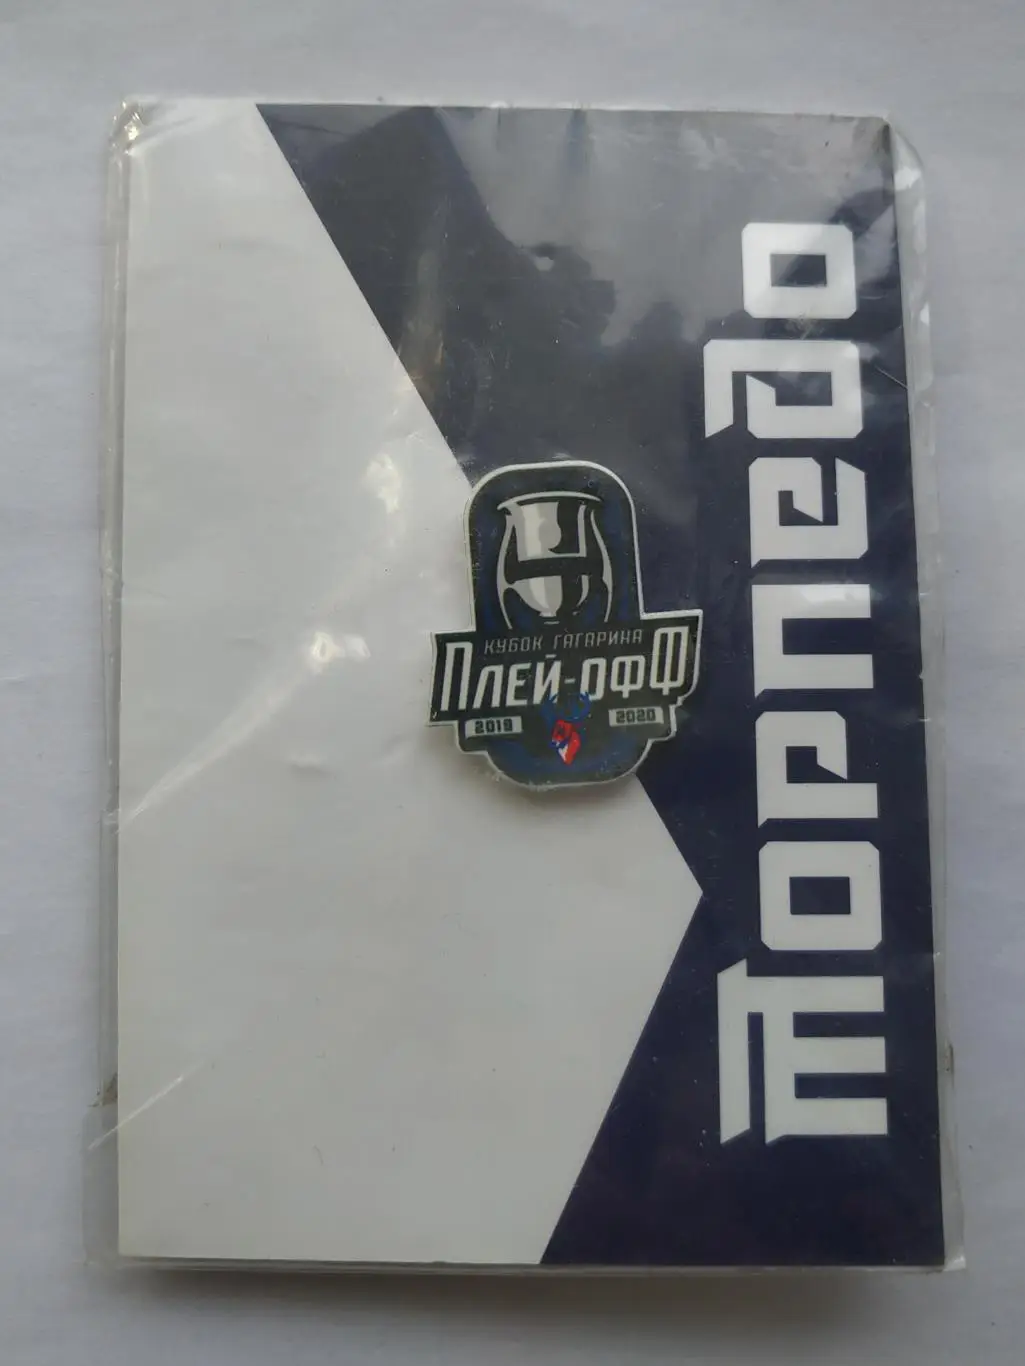 Торпедо
КУБОК ГАГАРИНА
ПЛЕЙ-ОФФ
2019 2020